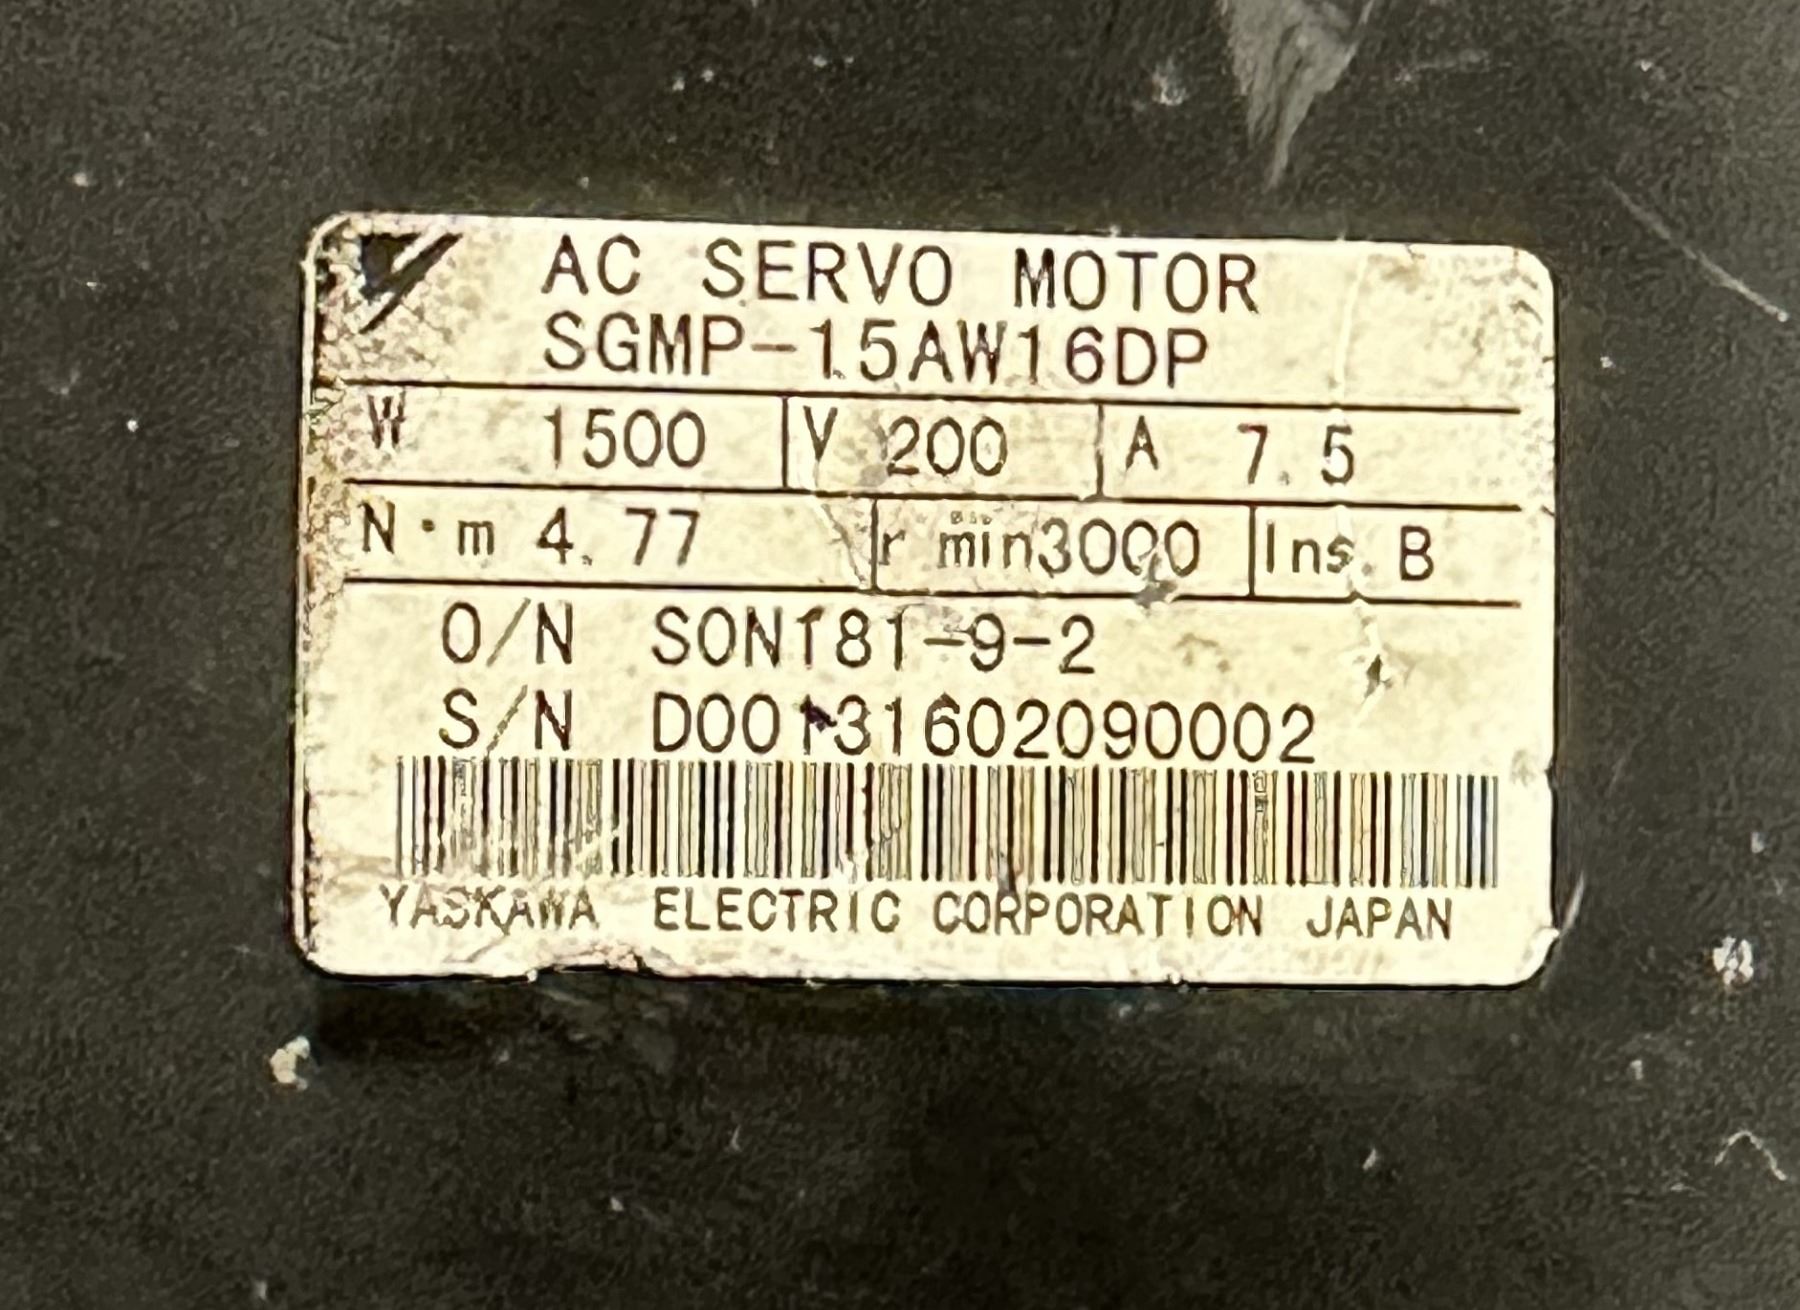 AC SERVO MOTOR
SGMP-15AW16DP
W 1500 V 200 A 7.5
N·m 4.77 r min 3000 Ins. B
O/N SON181-9-2
S/N D00131602090002
YASKAWA ELECTRIC CORPORATION JAPAN